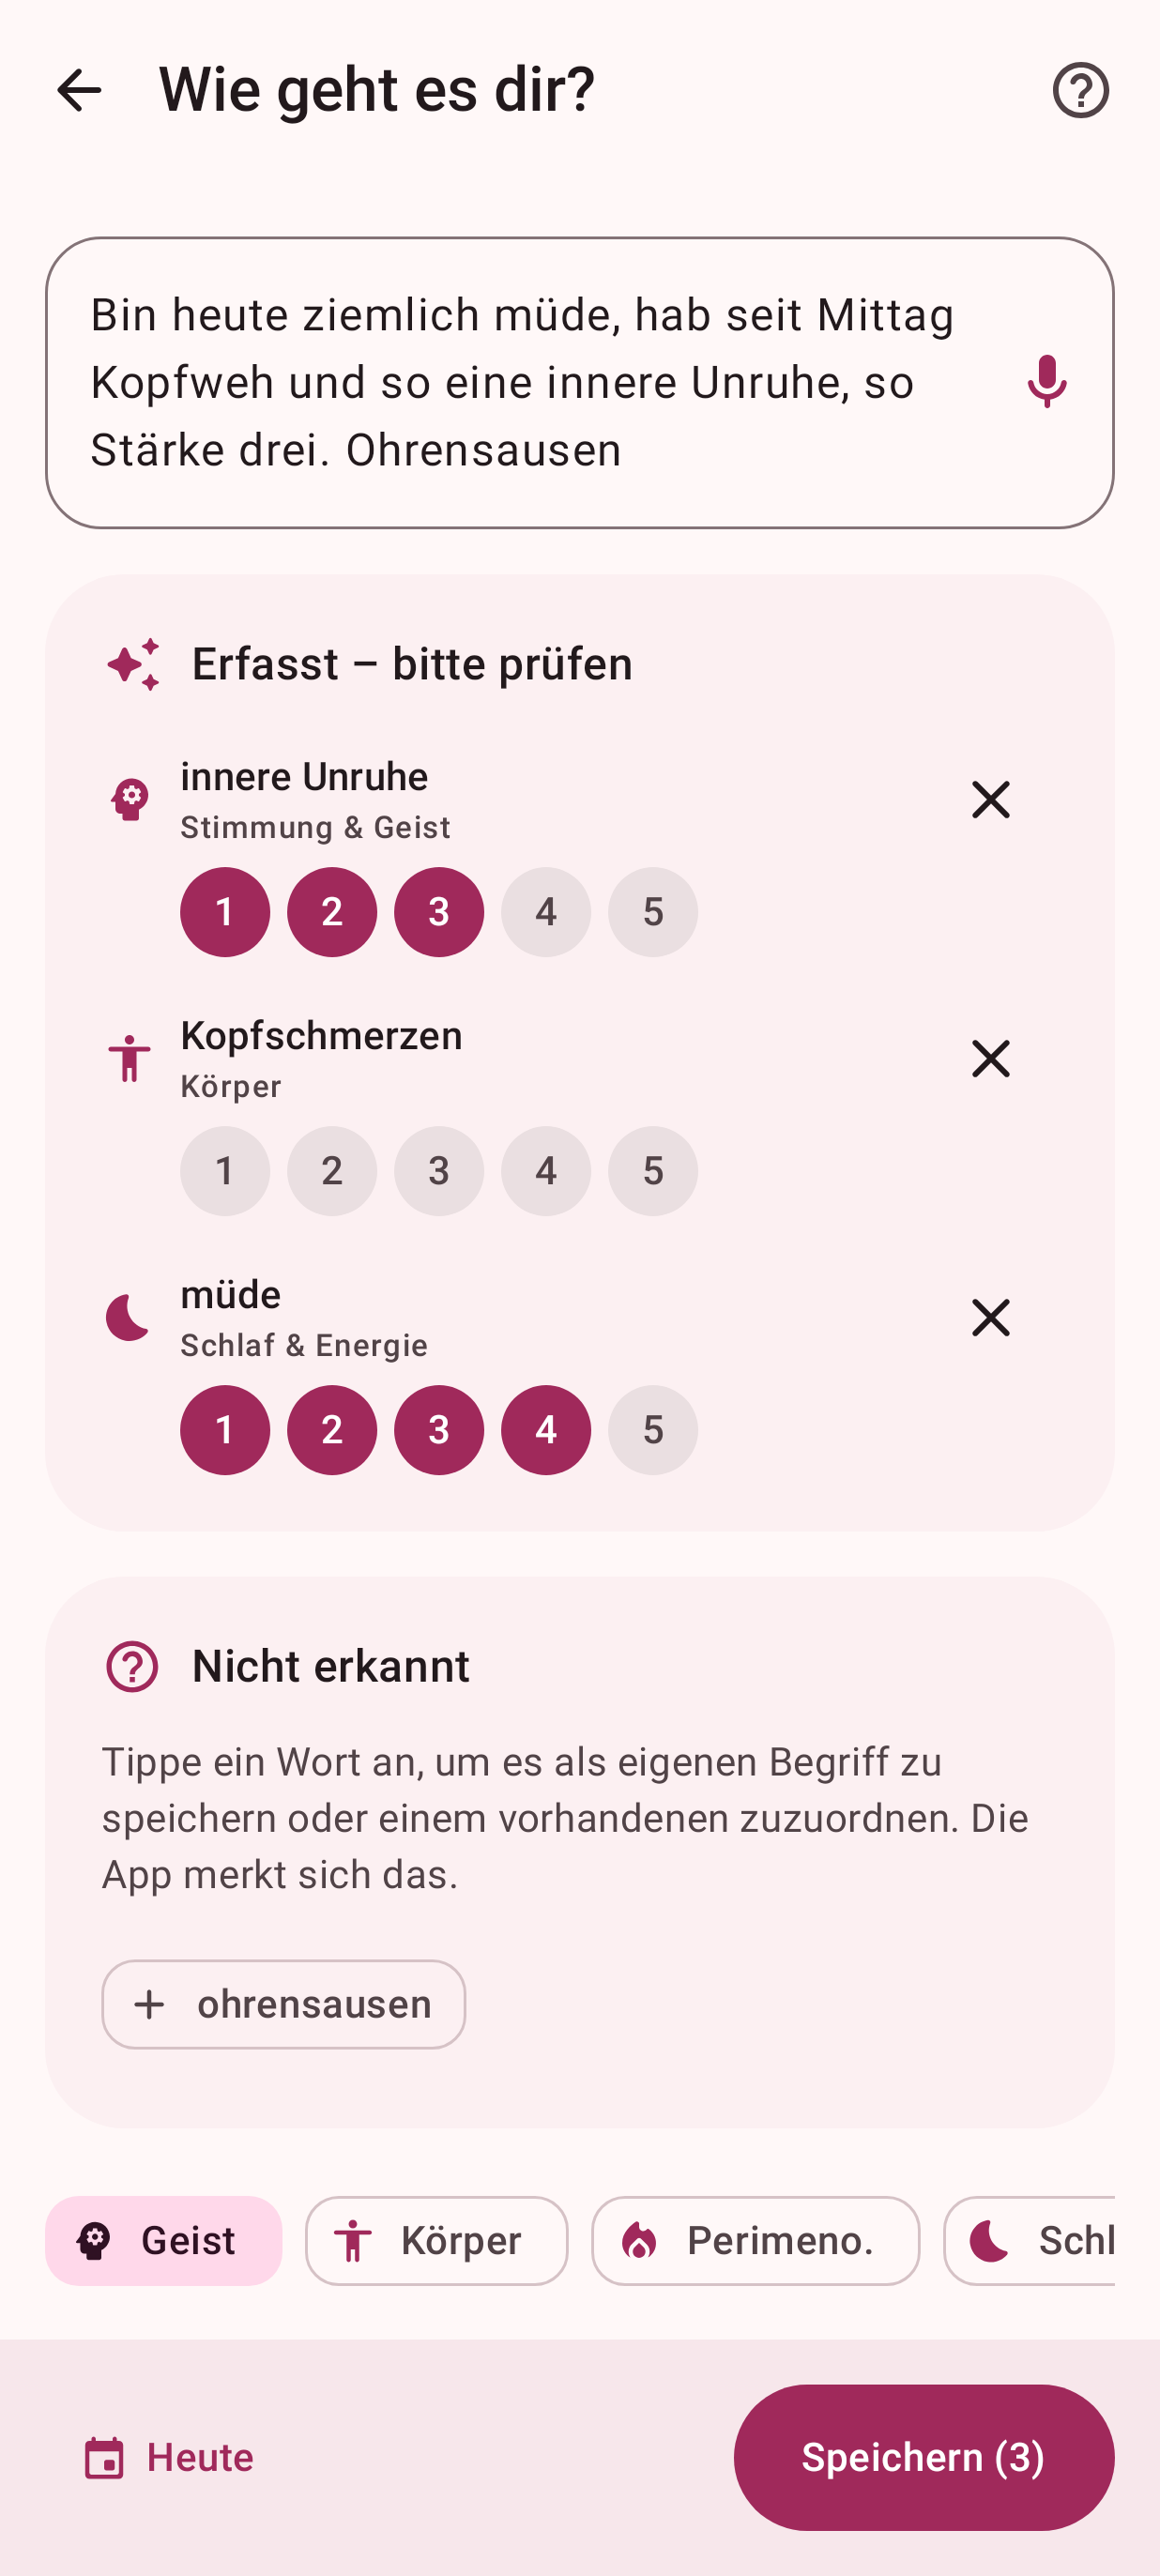 Wie geht es dir?
Bin heute ziemlich müde, hab seit Mittag
Kopfweh und so eine innere Unruhe, so
Stärke drei. Ohrensausen
Erfasst – bitte prüfen
innere Unruhe
Stimmung & Geist
1 2 3 4 5
Kopfschmerzen
Körper
1 2 3 4 5
müde
Schlaf & Energie
1 2 3 4 5
Nicht erkannt
Tippe ein Wort an, um es als eigenen Begriff zu
speichern oder einem vorhandenen zuzuordnen. Die
App merkt sich das.
+ ohrensausen
Geist Körper Perimeno. Schl
Heute Speichern (3)